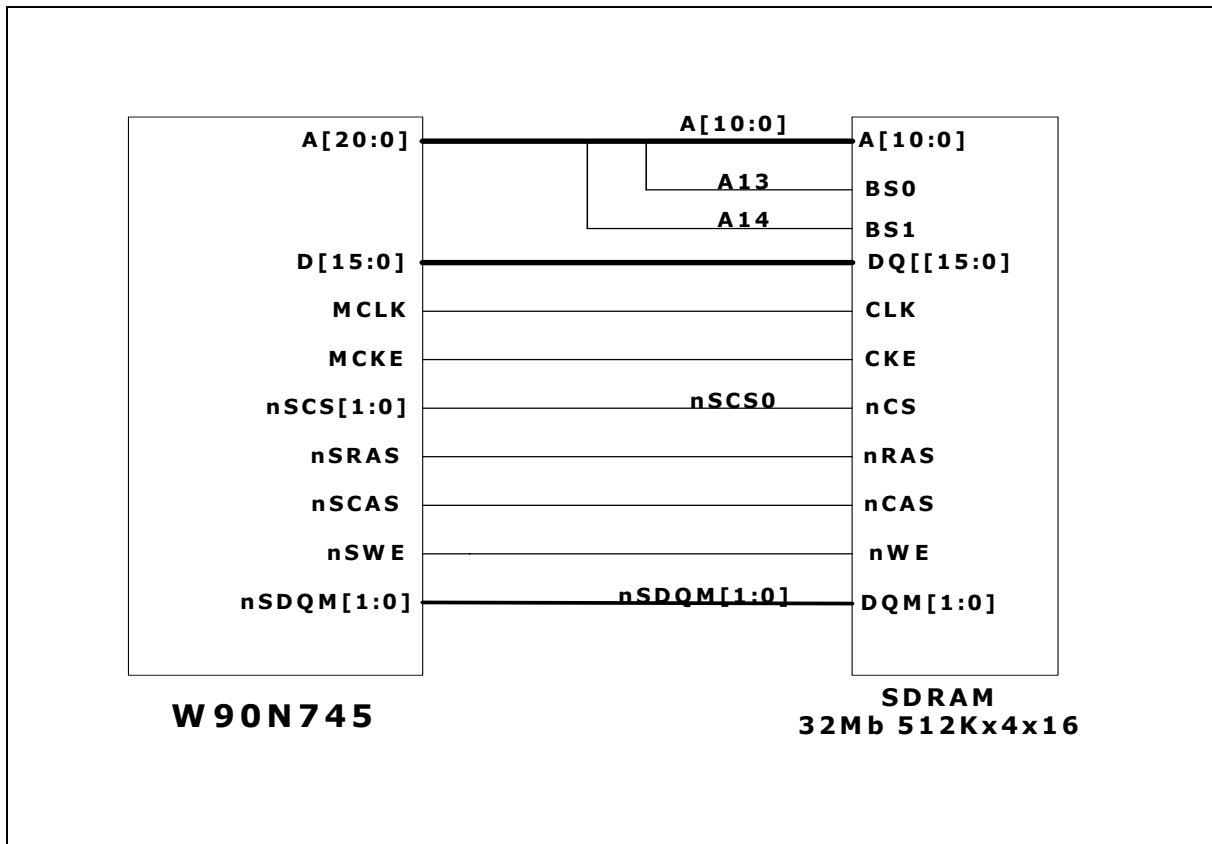 A[20:0] A[10:0] A[10:0]
A13 BS0
A14 BS1
D[15:0] DQ[[15:0]
MCLK CLK
MCKE CKE
nSCS[1:0] nSCS0 nCS
nSRAS nRAS
nSCAS nCAS
nSWE nWE
nSDQM[1:0] nSDQM[1:0] DQM[1:0]
W90N745
SDRAM
32Mb 512Kx4x16